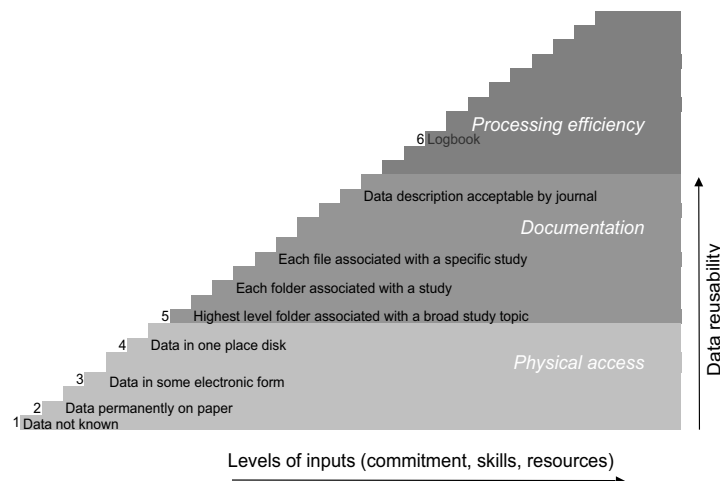 Processing efficiency
6 Logbook
Data description acceptable by journal
Documentation
Each file associated with a specific study
Each folder associated with a study
5 Highest level folder associated with a broad study topic
4 Data in one place disk
Physical access
3 Data in some electronic form
2 Data permanently on paper
1 Data not known
Data reusability
Levels of inputs (commitment, skills, resources)